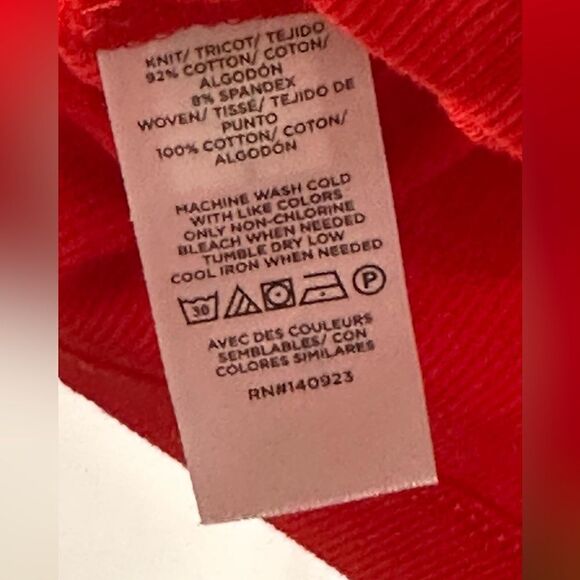 KNIT/ TRICOT/ TEJIDO
92% COTTON/ COTON/
ALGODÓN
8% SPANDEX
WOVEN/ TISSÉ/ TEJIDO DE
PUNTO
100% COTTON/ COTON/
ALGODÓN
MACHINE WASH COLD
WITH LIKE COLORS
ONLY NON-CHLORINE
BLEACH WHEN NEEDED
TUMBLE DRY LOW
COOL IRON WHEN NEEDED
30 P
AVEC DES COULEURS
SEMBLABLES/ CON
COLORES SIMILARES
RN#140923